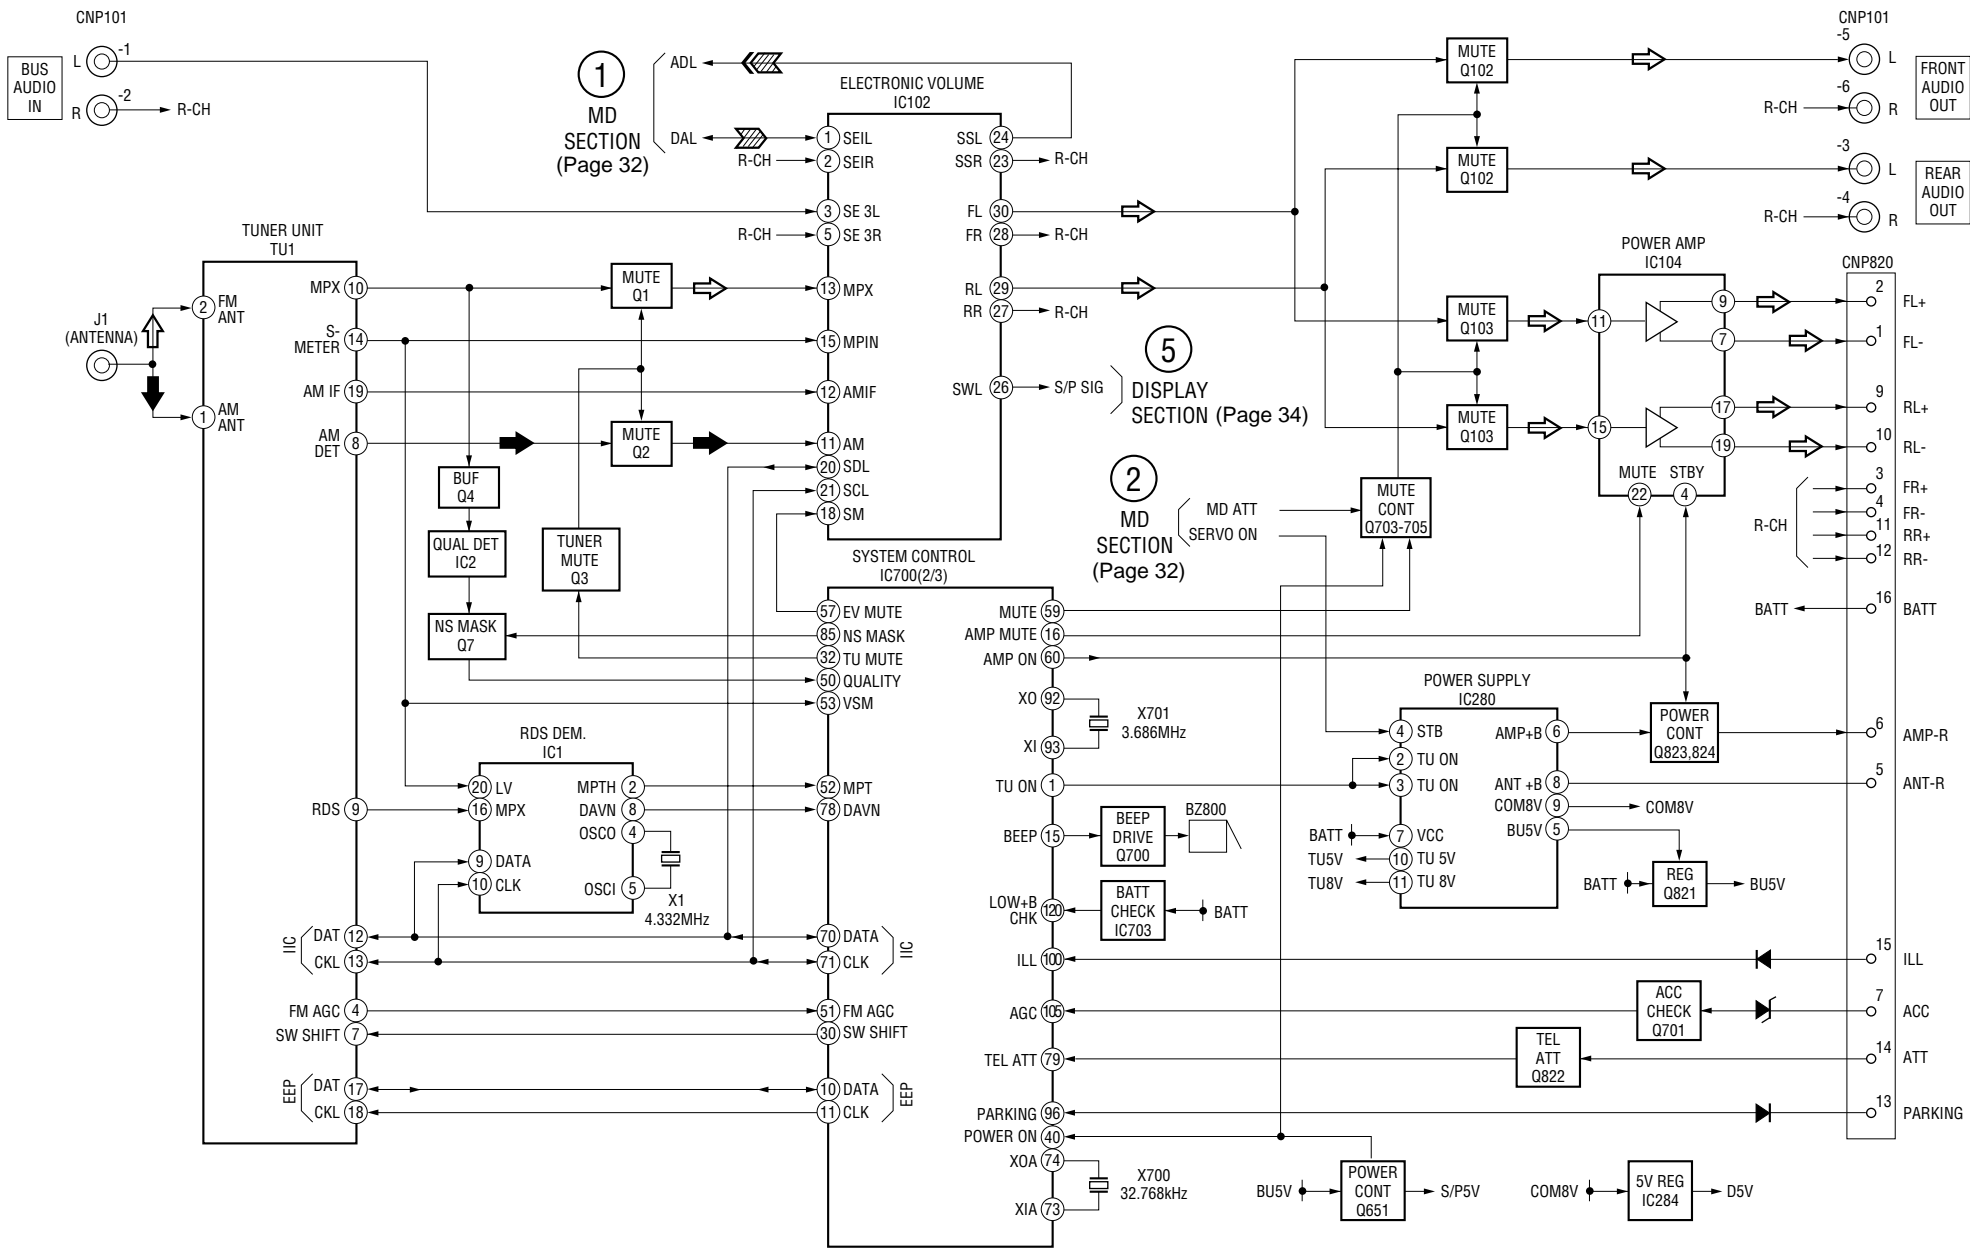 CNP101
-1
L
BUS
AUDIO
IN
-2
R
R-CH
1
MD
SECTION
(Page 32)
ADL
DAL
R-CH
ELECTRONIC VOLUME
IC102
1 SEIL
2 SEIR
3 SE 3L
R-CH
5 SE 3R
13 MPX
15 MPIN
12 AMIF
11 AM
20 SDL
21 SCL
18 SM
SSL 24
SSR 23
R-CH
FL 30
FR 28
R-CH
RL 29
RR 27
R-CH
SWL 26
S/P SIG
5
DISPLAY
SECTION (Page 34)
MUTE
Q102
MUTE
Q102
MUTE
Q103
MUTE
Q103
CNP101
-5
L
-6
R-CH
R
FRONT
AUDIO
OUT
-3
L
-4
R-CH
R
REAR
AUDIO
OUT
POWER AMP
IC104
11
9
7
15
17
19
MUTE
22
STBY
4
CNP820
2
FL+
1
FL-
9
RL+
10
RL-
3
FR+
4
FR-
11
RR+
12
RR-
R-CH
16
BATT
BATT
6
AMP-R
5
ANT-R
15
ILL
7
ACC
14
ATT
13
PARKING
TUNER UNIT
TU1
J1
(ANTENNA)
2 FM
ANT
1 AM
ANT
MPX 10
S-
METER 14
AM IF 19
AM
DET 8
RDS 9
IIC
DAT 12
CKL 13
FM AGC 4
SW SHIFT 7
EEP
DAT 17
CKL 18
MUTE
Q1
MUTE
Q2
BUF
Q4
QUAL DET
IC2
NS MASK
Q7
TUNER
MUTE
Q3
RDS DEM.
IC1
20 LV
16 MPX
9 DATA
10 CLK
MPTH 2
DAVN 8
OSCO 4
OSCI 5
X1
4.332MHz
SYSTEM CONTROL
IC700(2/3)
57 EV MUTE
85 NS MASK
32 TU MUTE
50 QUALITY
53 VSM
52 MPT
78 DAVN
70 DATA
71 CLK
IIC
51 FM AGC
30 SW SHIFT
10 DATA
11 CLK
EEP
MUTE 59
AMP MUTE 16
AMP ON 60
XO 92
XI 93
X701
3.686MHz
TU ON 1
BEEP 15
LOW+B
CHK 120
ILL 100
AGC 105
TEL ATT 79
PARKING 96
POWER ON 40
XOA 74
XIA 73
X700
32.768kHz
2
MD
SECTION
(Page 32)
MD ATT
SERVO ON
MUTE
CONT
Q703-705
BEEP
DRIVE
Q700
BZ800
BATT
CHECK
IC703
BATT
POWER SUPPLY
IC280
4 STB
2 TU ON
3 TU ON
BATT
7 VCC
TU5V
10 TU 5V
TU8V
11 TU 8V
AMP+B 6
ANT +B 8
COM8V 9
COM8V
BU5V 5
POWER
CONT
Q823,824
BATT
REG
Q821
BU5V
ACC
CHECK
Q701
TEL
ATT
Q822
BU5V
POWER
CONT
Q651
S/P5V
COM8V
5V REG
IC284
D5V